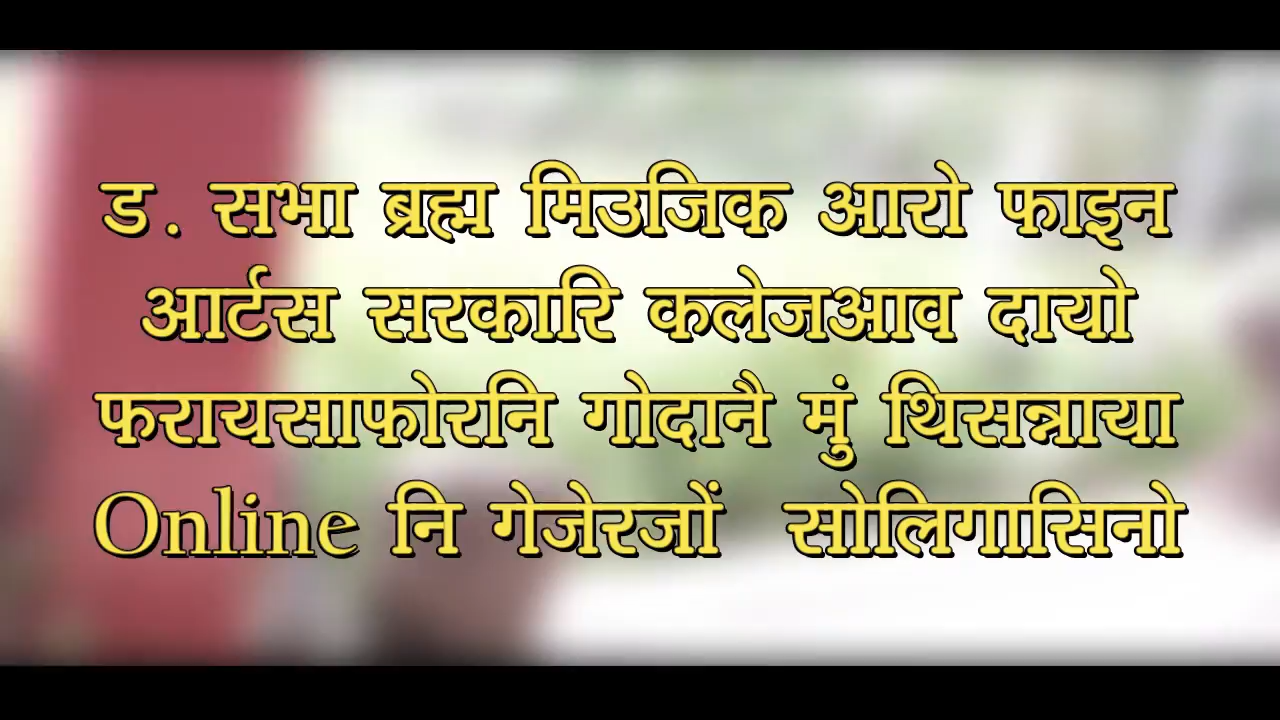 ड. सभा ब्रह्म मिउजिक आरो फाइन
आर्टस सरकारि कलेजआव दायो
फरायसाफोरनि गोदानै मुं थिसन्नाया
Online नि गेजेरजों सोलिगासिनो